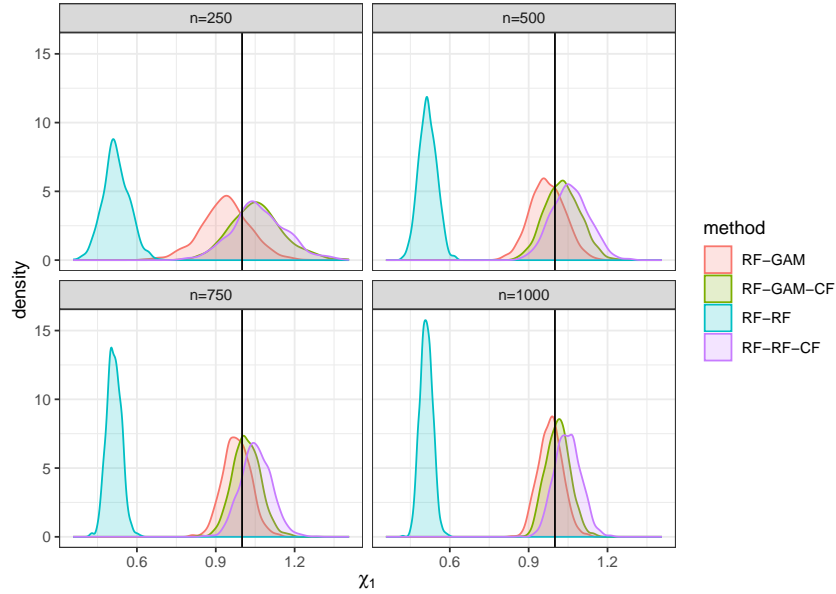 n=250
n=500
15
10
5
0
n=750
n=1000
15
10
5
0
0.6
0.9
1.2
0.6
0.9
1.2
χ1
density
method
RF−GAM
RF−GAM−CF
RF−RF
RF−RF−CF